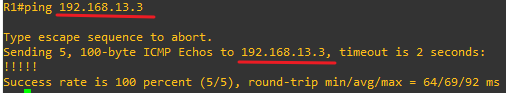 R1#ping 192.168.13.3
Type escape sequence to abort.
Sending 5, 100-byte ICMP Echos to 192.168.13.3, timeout is 2 seconds:
!!!!!
Success rate is 100 percent (5/5), round-trip min/avg/max = 64/69/92 ms